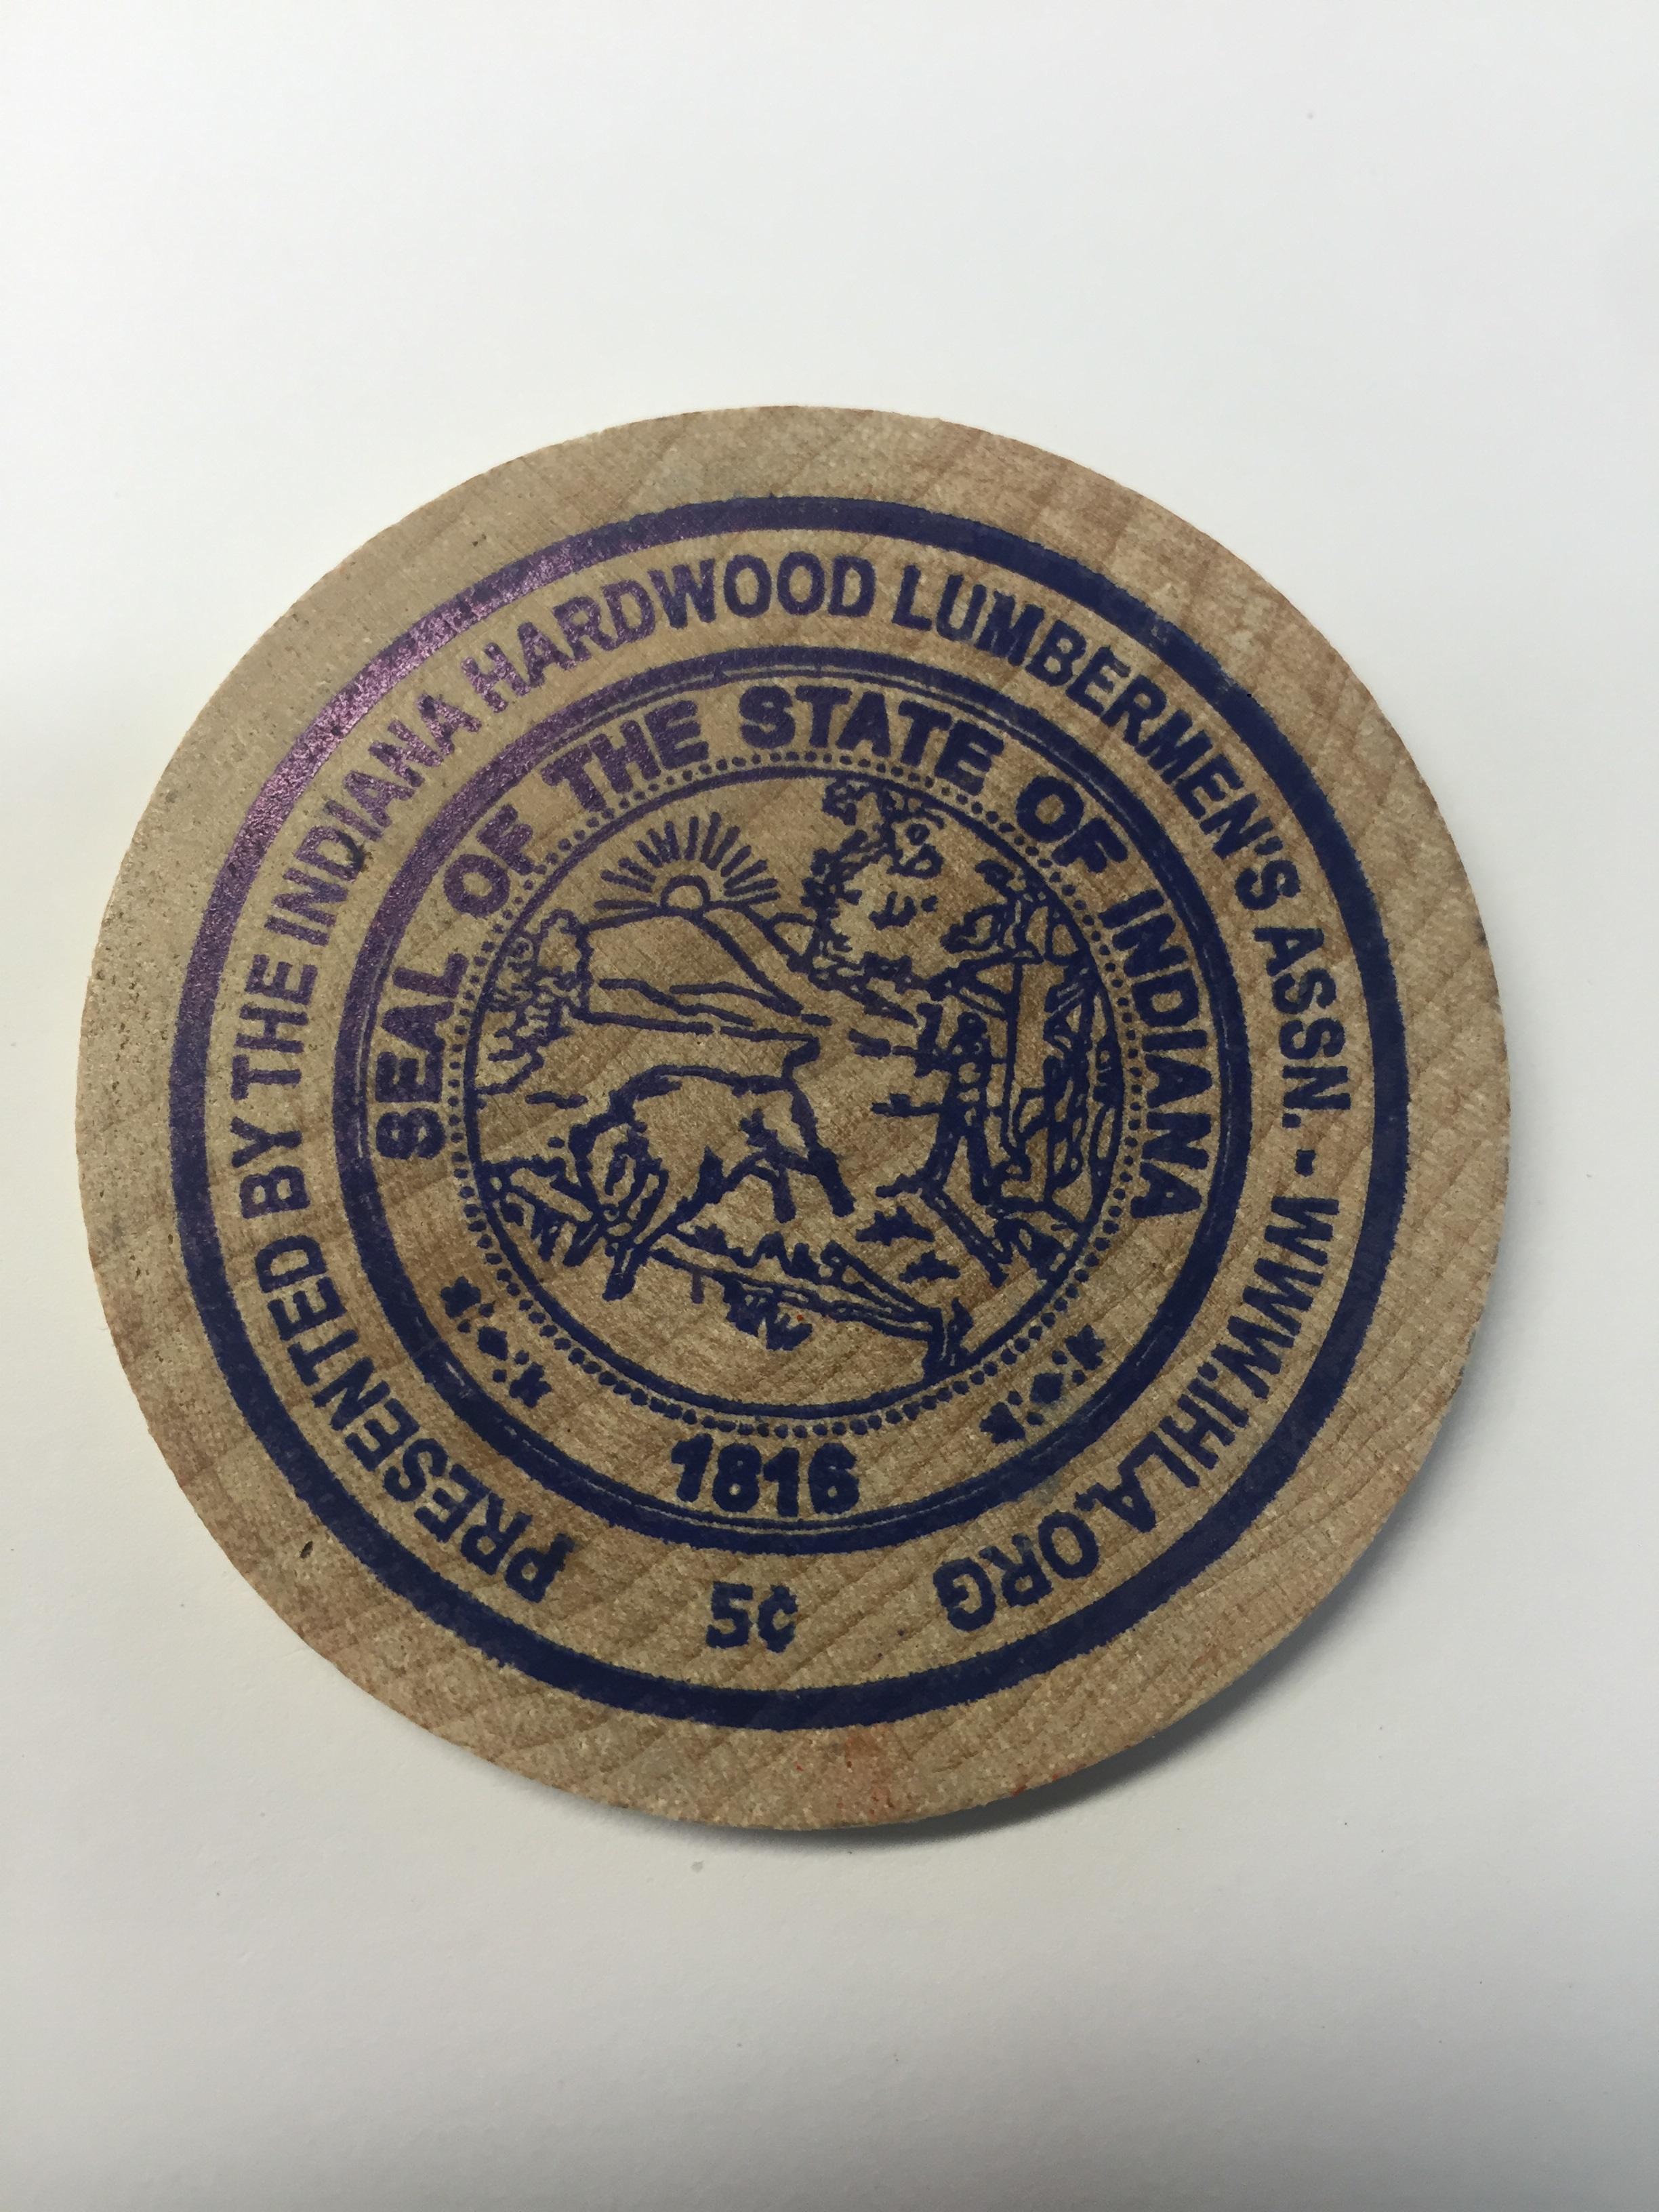 PRESENTED BY THE INDIANA HARDWOOD LUMBERMEN'S ASSN. - WWW.IHLA.ORG
SEAL OF THE STATE OF INDIANA
1816
5¢